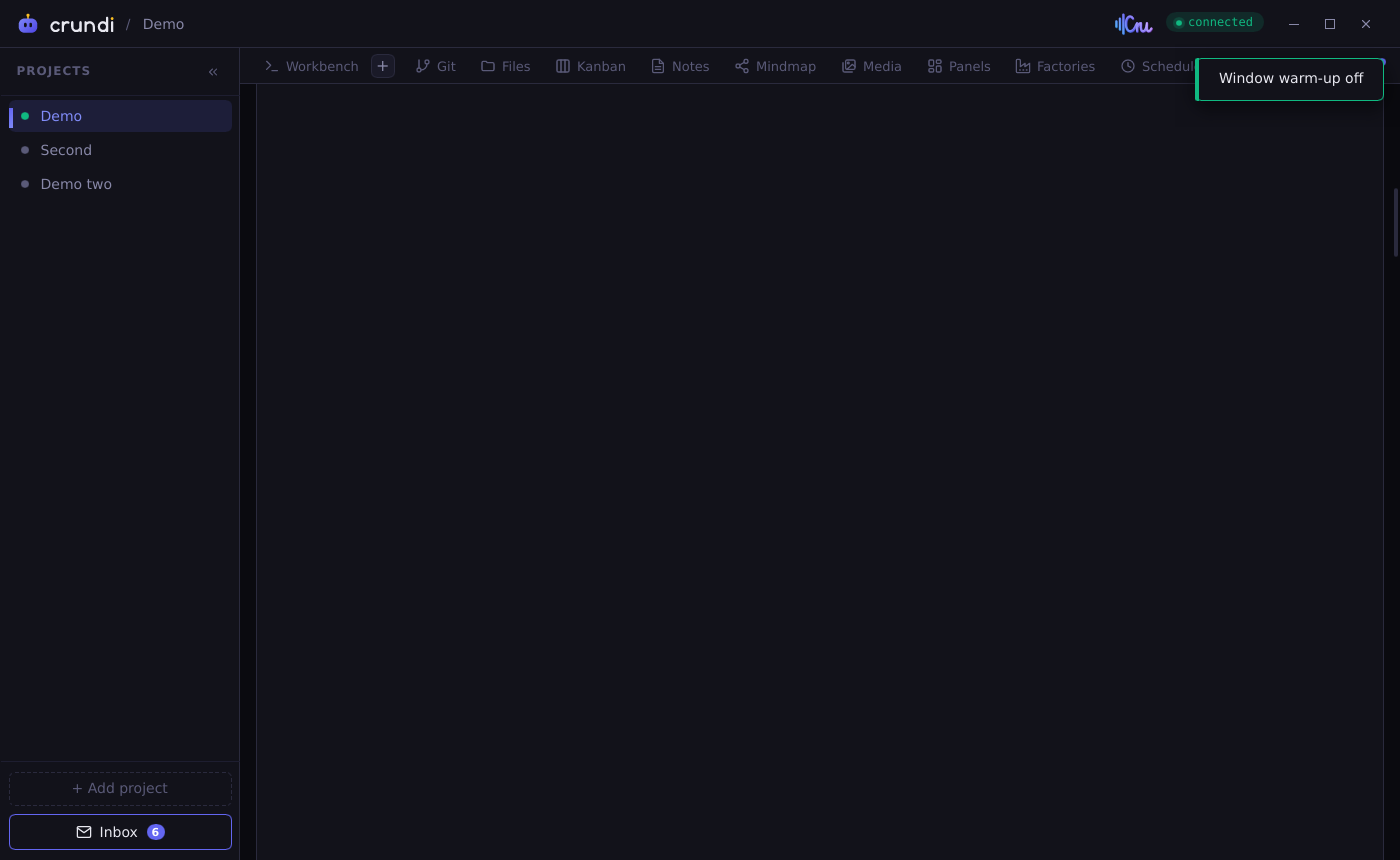 crundi / Demo
Cru
connected
PROJECTS
Workbench
+
Git
Files
Kanban
Notes
Mindmap
Media
Panels
Factories
Window warm-up off
Demo
Second
Demo two
+ Add project
Inbox 6